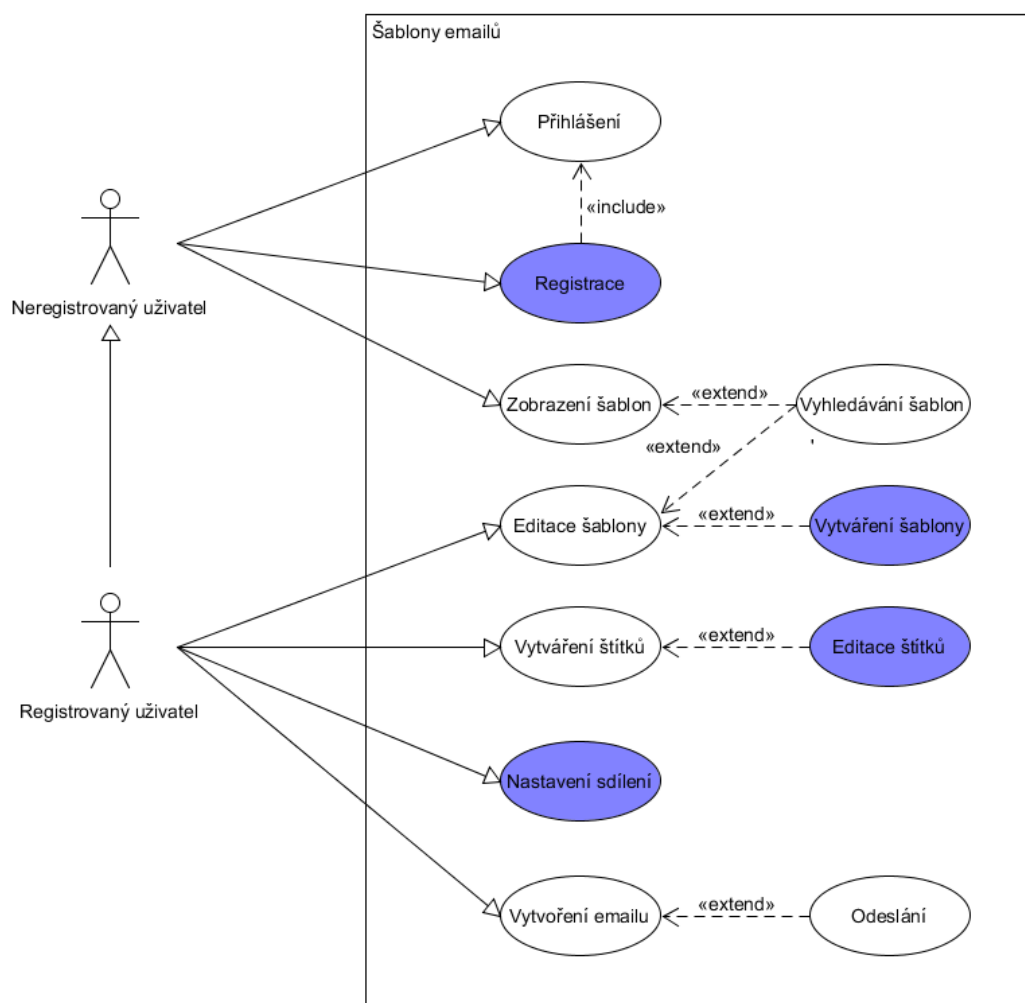 Šablony emailů
Přihlášení
«include»
Neregistrovaný uživatel
Registrace
Zobrazení šablon
«extend»
Vyhledávání šablon
«extend»
Editace šablony
«extend»
Vytváření šablony
Registrovaný uživatel
Vytváření štítků
«extend»
Editace štítků
Nastavení sdílení
Vytvoření emailu
«extend»
Odeslání